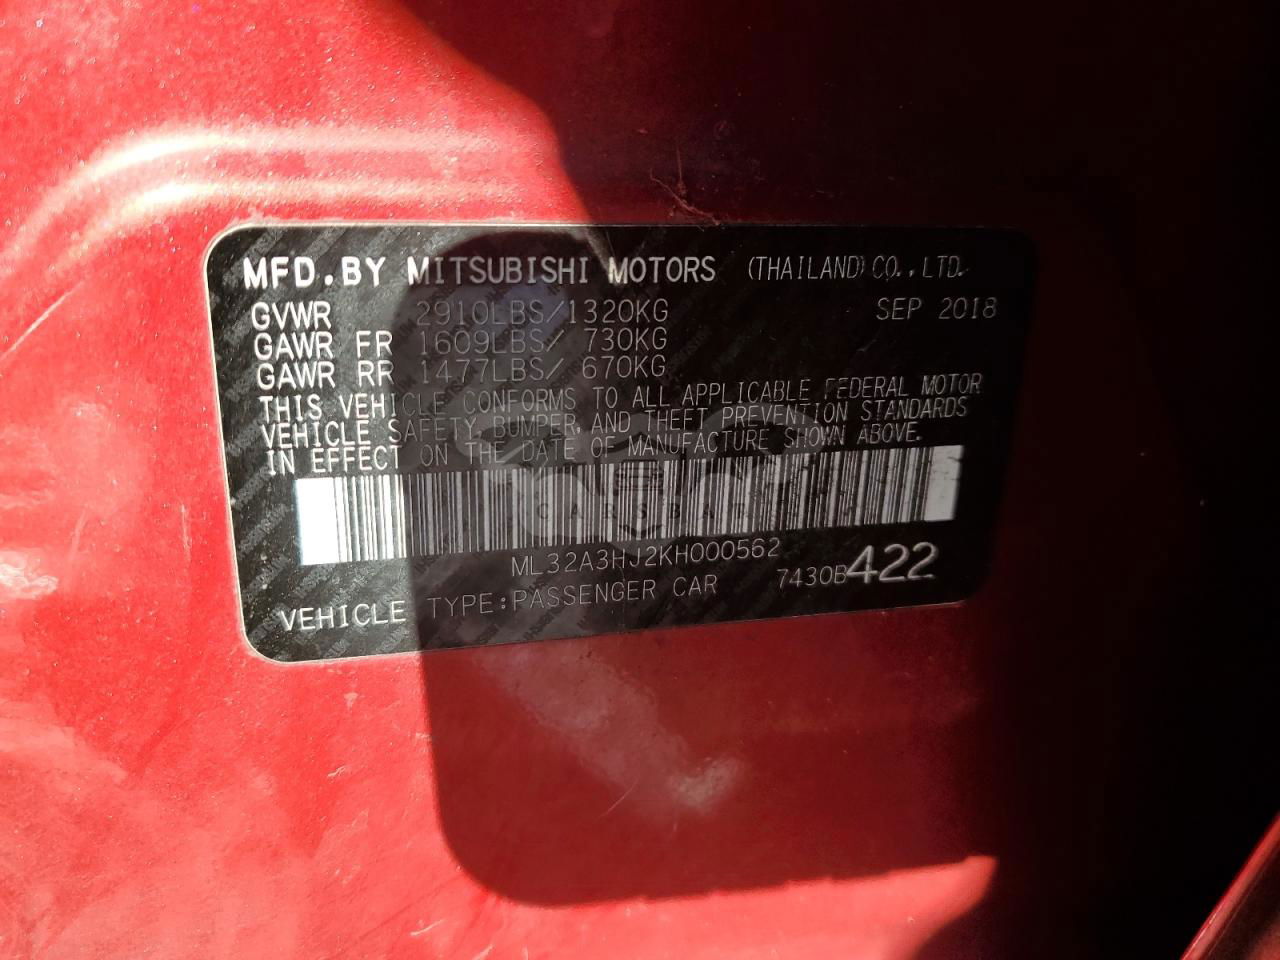 MFD.BY MITSUBISHI MOTORS (THAILAND) CO.,LTD.
GVWR 2910LBS/1320KG SEP 2018
GAWR FR 1609LBS/ 730KG
GAWR RR 1477LBS/ 670KG
THIS VEHICLE CONFORMS TO ALL APPLICABLE FEDERAL MOTOR
VEHICLE SAFETY, BUMPER, AND THEFT PREVENTION STANDARDS
IN EFFECT ON THE DATE OF MANUFACTURE SHOWN ABOVE.
CARSBAR
ML32A3HJ2KH000562
7430B422
VEHICLE TYPE:PASSENGER CAR